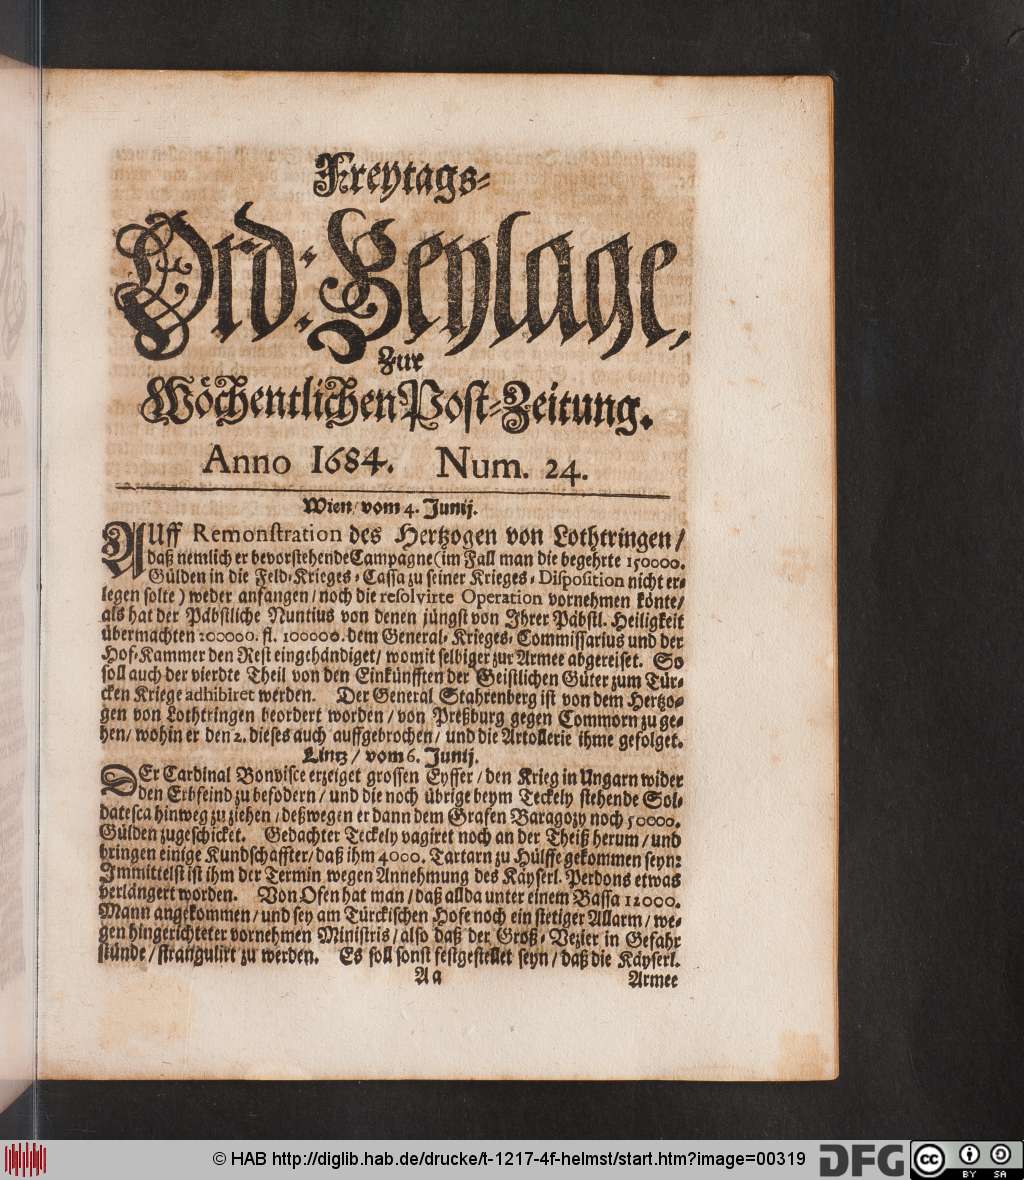 Freytags-
Ord: Beylage,
Zur
Wöchentlichen Post-Zeitung.
Anno 1684. Num. 24.
Wien/ vom 4. Junij.
AUff Remonstration des Hertzogen von Lothtringen/
daß nemlich er bevorstehende Campagne (im Fall man die begehrte 150000.
Gülden in die Feld-Krieges-Cassa zu seiner Krieges-Disposition nicht er-
legen solte) weder anfangen/ noch die resolvirte Operation vornehmen könte/
als hat der Päbstliche Nuntius von denen jüngst von Ihrer Päbstl. Heiligkeit
übermachten 200000. fl. 100000. dem General-Krieges-Commissarius und der
Hof-Kammer den Rest eingehändiget/ womit selbiger zur Armee abgereiset. So
soll auch der vierdte Theil von den Einkünfften der Geistlichen Güter zum Tür-
cken Kriege adhibiret werden. Der General Stahrenberg ist von dem Hertzo-
gen von Lothtringen beordert worden/ von Preßburg gegen Commorn zu ge-
hen/ wohin er den 2. dieses auch auffgebrochen/ und die Artollerie ihme gefolget.
Lintz/ vom 6. Junij.
DEr Cardinal Bonvisce erzeiget grossen Eyffer/ den Krieg in Ungarn wider
den Erbfeind zu befodern/ und die noch übrige beym Teckely stehende Sol-
datesca hinweg zu ziehen/ deßwegen er dann dem Grafen Baragozy noch 50000.
Gülden zugeschicket. Gedachter Teckely vagiret noch an der Theiß herum/ und
bringen einige Kundschaffter/ daß ihm 4000. Tartarn zu Hülffe gekommen seyn:
Immittelst ist ihm der Termin wegen Annehmung des Käyserl. Perdons etwas
verlängert worden. Von Ofen hat man/ daß allda unter einem Bassa 12000.
Mann angekommen/ und sey am Türckischen Hofe noch ein stetiger Allarm/ we-
gen hingerichteter vornehmen Ministris/ also daß der Groß-Vezier in Gefahr
stünde/ strangulirt zu werden. Es soll sonst festgestellet seyn/ daß die Käyserl.
Aa Armee
© HAB http://diglib.hab.de/drucke/t-1217-4f-helmst/start.htm?image=00319
DFG
cc
BY SA